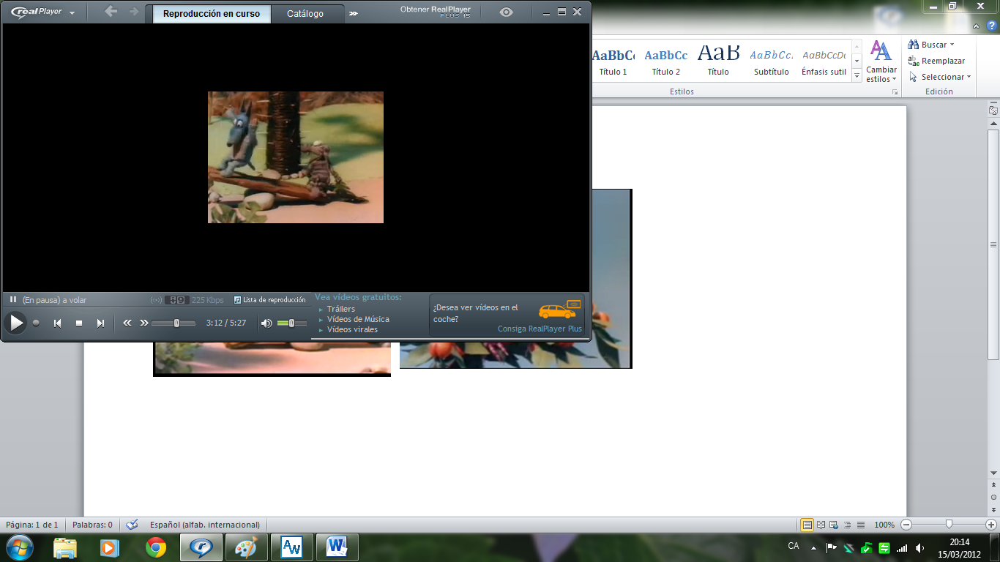 realPlayer
Reproducción en curso
Catálogo
Obtener RealPlayer
PLUS 15
AaBbC
AaBbCc
AaB
AaBbCc.
AaBbCcDc
Título 1
Título 2
Título
Subtítulo
Énfasis sutil
Cambiar
estilos
Buscar
Reemplazar
Seleccionar
Estilos
Edición
(En pausa) a volar
225 Kbps
Lista de reproducción
3:12 / 5:27
Vea vídeos gratuitos:
Tráilers
Vídeos de Música
Vídeos virales
¿Desea ver vídeos en el
coche?
Consiga RealPlayer Plus
Página: 1 de 1
Palabras: 0
Español (alfab. internacional)
100%
AW
W
CA
20:14
15/03/2012